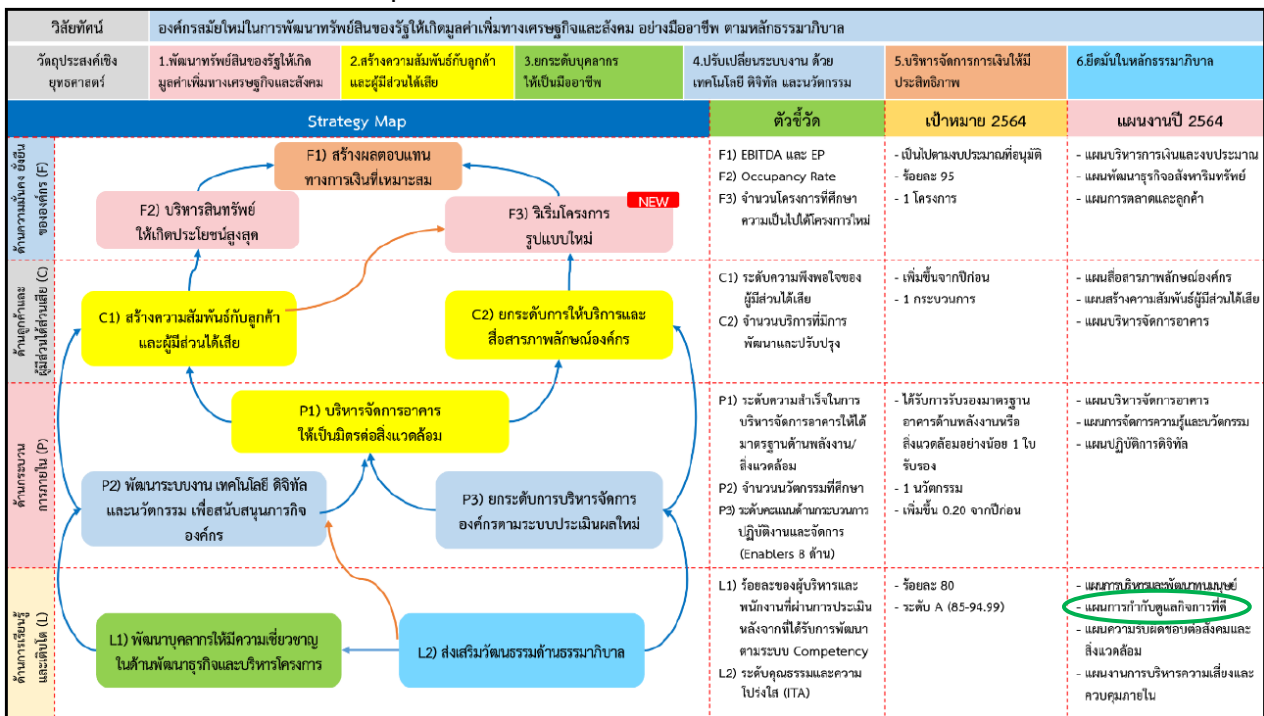 วิสัยทัศน์
องค์กรสมัยใหม่ในการพัฒนาทรัพย์สินของรัฐให้เกิดมูลค่าเพิ่มทางเศรษฐกิจและสังคม อย่างมืออาชีพ ตามหลักธรรมาภิบาล
วัตถุประสงค์เชิง
ยุทธศาสตร์
1.พัฒนาทรัพย์สินของรัฐให้เกิด
มูลค่าเพิ่มทางเศรษฐกิจและสังคม
2.สร้างความสัมพันธ์กับลูกค้า
และผู้มีส่วนได้เสีย
3.ยกระดับบุคลากร
ให้เป็นมืออาชีพ
4.ปรับเปลี่ยนระบบงาน ด้วย
เทคโนโลยี ดิจิทัล และนวัตกรรม
5.บริหารจัดการการเงินให้มี
ประสิทธิภาพ
6.ยึดมั่นในหลักธรรมาภิบาล
Strategy Map
ตัวชี้วัด
เป้าหมาย 2564
แผนงานปี 2564
ด้านความมั่นคง ยั่งยืน
ขององค์กร (F)
F1) สร้างผลตอบแทน
ทางการเงินที่เหมาะสม
F2) บริหารสินทรัพย์
ให้เกิดประโยชน์สูงสุด
NEW
F3) ริเริ่มโครงการ
รูปแบบใหม่
F1) EBITDA และ EP
F2) Occupancy Rate
F3) จำนวนโครงการที่ศึกษา
ความเป็นไปได้โครงการใหม่
- เป็นไปตามงบประมาณที่อนุมัติ
- ร้อยละ 95
- 1 โครงการ
- แผนบริหารการเงินและงบประมาณ
- แผนพัฒนาธุรกิจอสังหาริมทรัพย์
- แผนการตลาดและลูกค้า
ด้านลูกค้าและ
ผู้มีส่วนได้ส่วนเสีย (C)
C1) สร้างความสัมพันธ์กับลูกค้า
และผู้มีส่วนได้เสีย
C2) ยกระดับการให้บริการและ
สื่อสารภาพลักษณ์องค์กร
C1) ระดับความพึงพอใจของ
ผู้มีส่วนได้เสีย
C2) จำนวนบริการที่มีการ
พัฒนาและปรับปรุง
- เพิ่มขึ้นจากปีก่อน
- 1 กระบวนการ
- แผนสื่อสารภาพลักษณ์องค์กร
- แผนสร้างความสัมพันธ์ผู้มีส่วนได้เสีย
- แผนบริหารจัดการอาคาร
ด้านกระบวน
การภายใน (P)
P1) บริหารจัดการอาคาร
ให้เป็นมิตรต่อสิ่งแวดล้อม
P2) พัฒนาระบบงาน เทคโนโลยี ดิจิทัล
และนวัตกรรม เพื่อสนับสนุนภารกิจ
องค์กร
P3) ยกระดับการบริหารจัดการ
องค์กรตามระบบประเมินผลใหม่
P1) ระดับความสำเร็จในการ
บริหารจัดการอาคารให้ได้
มาตรฐานด้านพลังงาน/
สิ่งแวดล้อม
P2) จำนวนนวัตกรรมที่ศึกษา
P3) ระดับคะแนนด้านกระบวนการ
ปฏิบัติงานและจัดการ
(Enablers 8 ด้าน)
- ได้รับการรับรองมาตรฐาน
อาคารด้านพลังงานหรือ
สิ่งแวดล้อมอย่างน้อย 1 ใบ
รับรอง
- 1 นวัตกรรม
- เพิ่มขึ้น 0.20 จากปีก่อน
- แผนบริหารจัดการอาคาร
- แผนการจัดการความรู้และนวัตกรรม
- แผนปฏิบัติการดิจิทัล
ด้านการเรียนรู้
และเติบโต (L)
L1) พัฒนาบุคลากรให้มีความเชี่ยวชาญ
ในด้านพัฒนาธุรกิจและบริหารโครงการ
L2) ส่งเสริมวัฒนธรรมด้านธรรมาภิบาล
L1) ร้อยละของผู้บริหารและ
พนักงานที่ผ่านการประเมิน
หลังจากที่ได้รับการพัฒนา
ตามระบบ Competency
L2) ระดับคุณธรรมและความ
โปร่งใส (ITA)
- ร้อยละ 80
- ระดับ A (85-94.99)
- แผนการบริหารและพัฒนาทุนมนุษย์
- แผนการกำกับดูแลกิจการที่ดี
- แผนความรับผิดชอบต่อสังคมและ
สิ่งแวดล้อม
- แผนงานการบริหารความเสี่ยงและ
ควบคุมภายใน